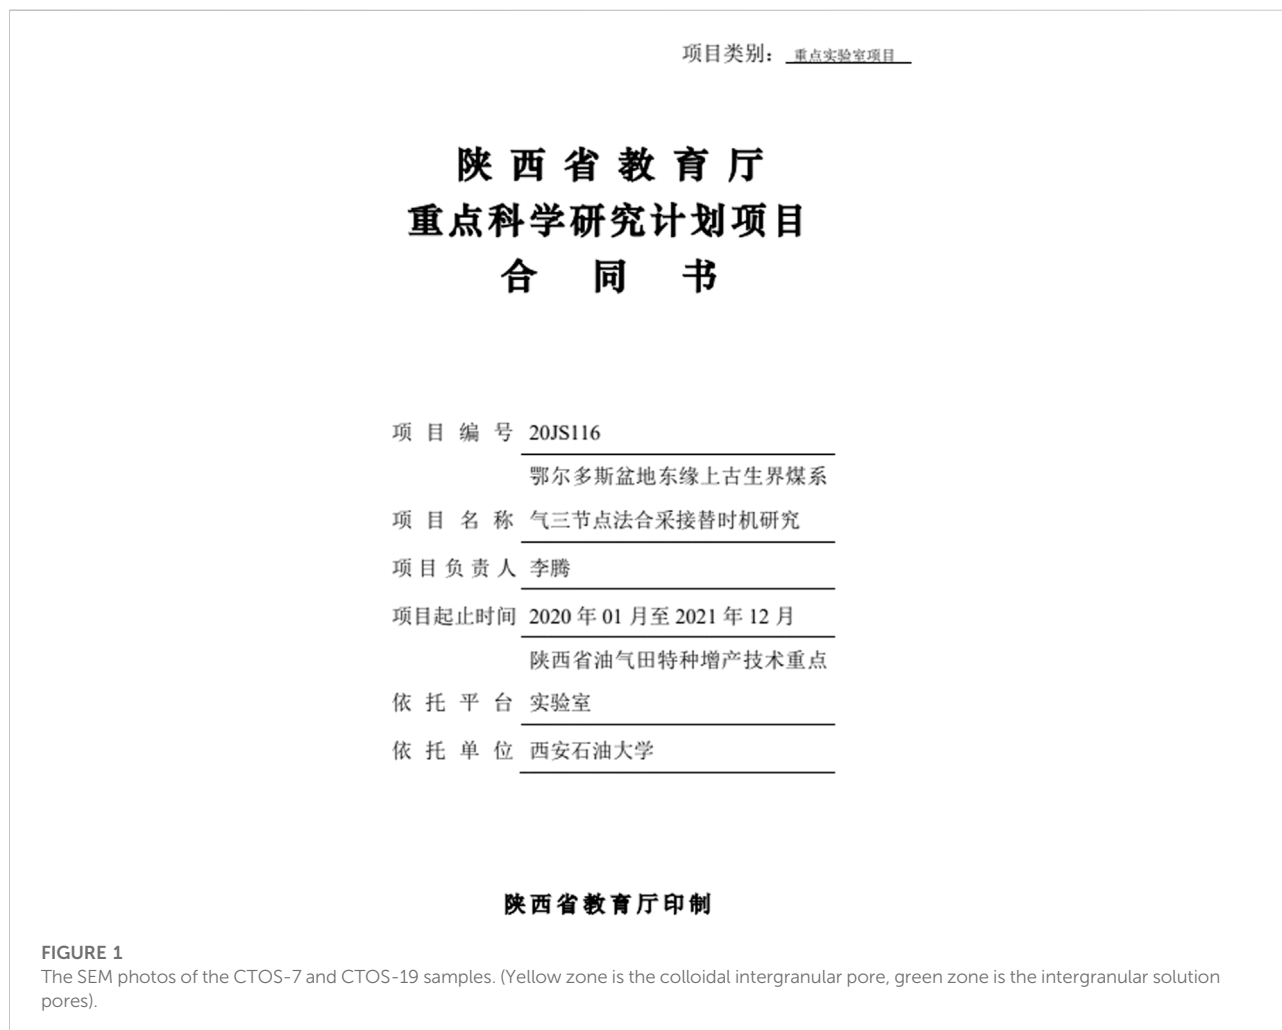 项目类别： 重点实验室项目
陕西省教育厅
重点科学研究计划项目
合同书
项目编号 20JS116
鄂尔多斯盆地东缘上古生界煤系
项目名称 气三节点法合采接替时机研究
项目负责人 李腾
项目起止时间 2020 年 01 月至 2021 年 12 月
陕西省油气田特种增产技术重点
依托平台 实验室
依托单位 西安石油大学
陕西省教育厅印制
FIGURE 1
The SEM photos of the CTOS-7 and CTOS-19 samples. (Yellow zone is the colloidal intergranular pore, green zone is the intergranular solution
pores).